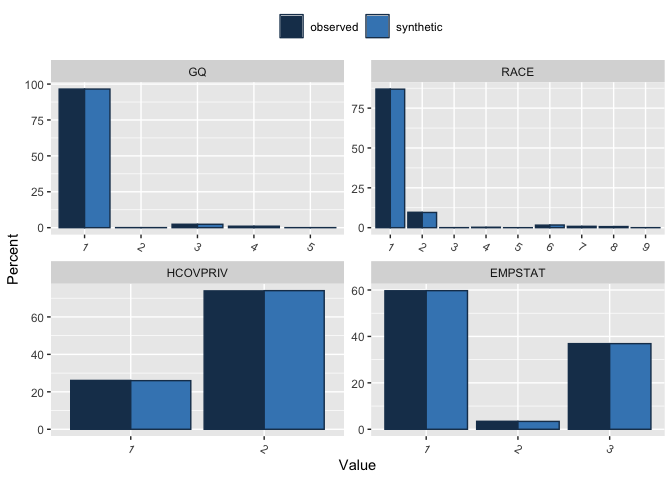 observed synthetic
GQ RACE
100
75
50
25
0
75
50
25
0
1 2 3 4 5
1 2 3 4 5 6 7 8 9
Percent
HCOVPRIV EMPSTAT
60
40
20
0
60
40
20
0
1 2
1 2 3
Value